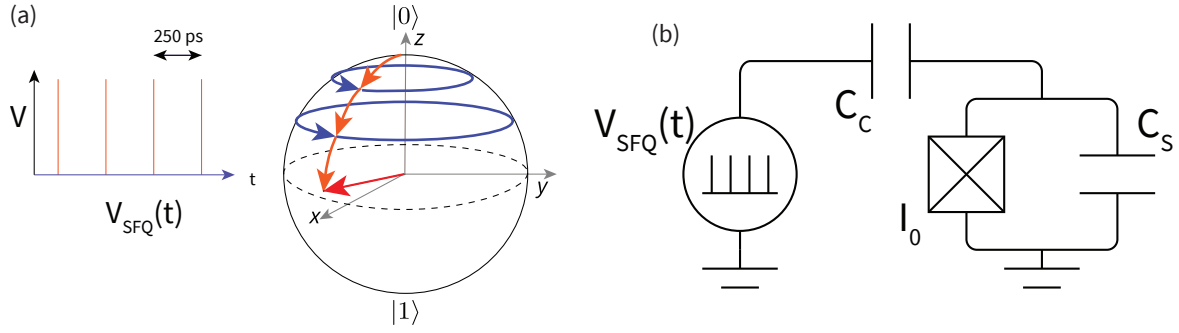 (a)
250 ps
V
t
V_SFQ(t)
|0⟩
z
y
x
|1⟩
(b)
V_SFQ(t)
C_C
I_0
C_S